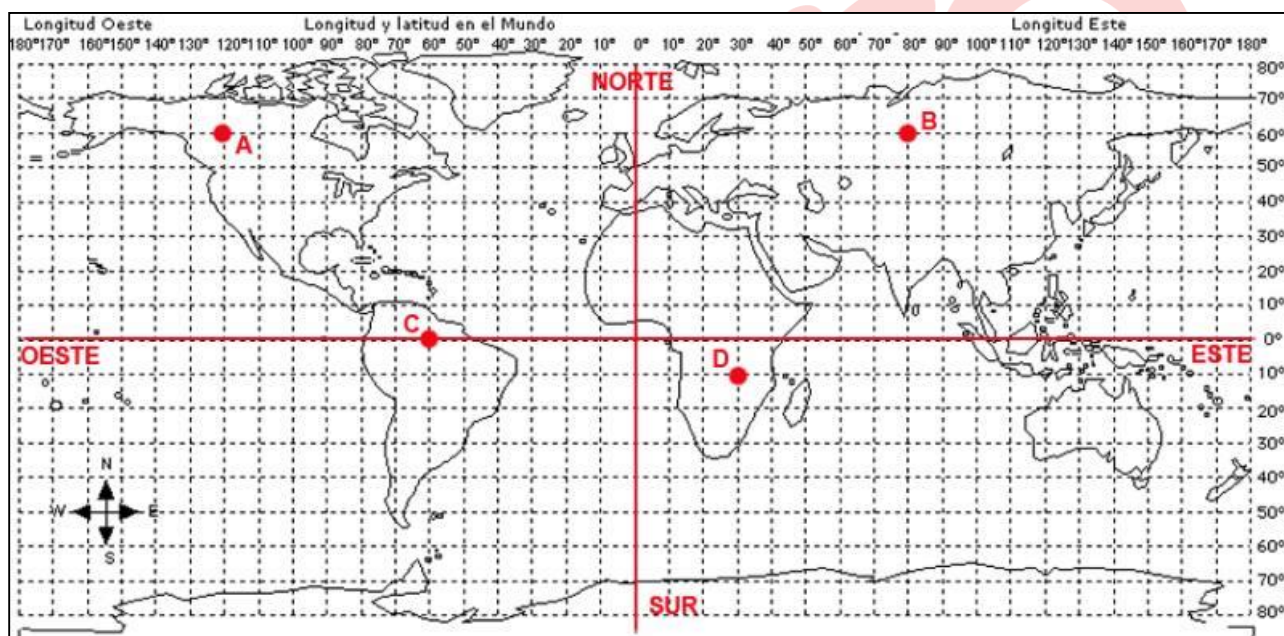 Longitud Oeste Longitud y latitud en el Mundo Longitud Este
180°170° 160°150°140°130°120°110° 100° 90° 80° 70° 60° 50° 40° 30° 20° 10° 0° 10° 20° 30° 40° 50° 60° 70° 80° 90° 100° 110° 120°130°140°150°160°170° 180°
80°
NORTE
70°
A B 60°
50°
40°
30°
20°
10°
C
OESTE ESTE 0°
D
10°
20°
30°
N 40°
W E 50°
S 60°
70°
SUR 80°